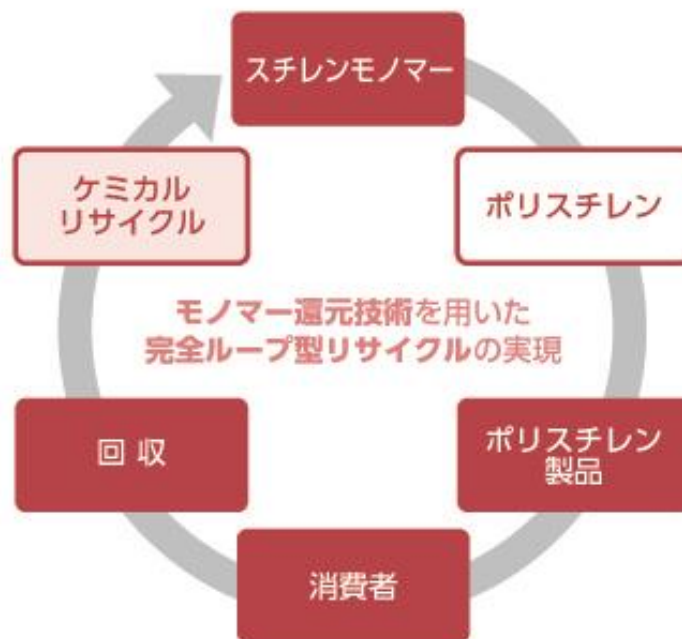 スチレンモノマー
ケミカル
リサイクル
ポリスチレン
モノマー還元技術を用いた
完全ループ型リサイクルの実現
回収
ポリスチレン
製品
消費者